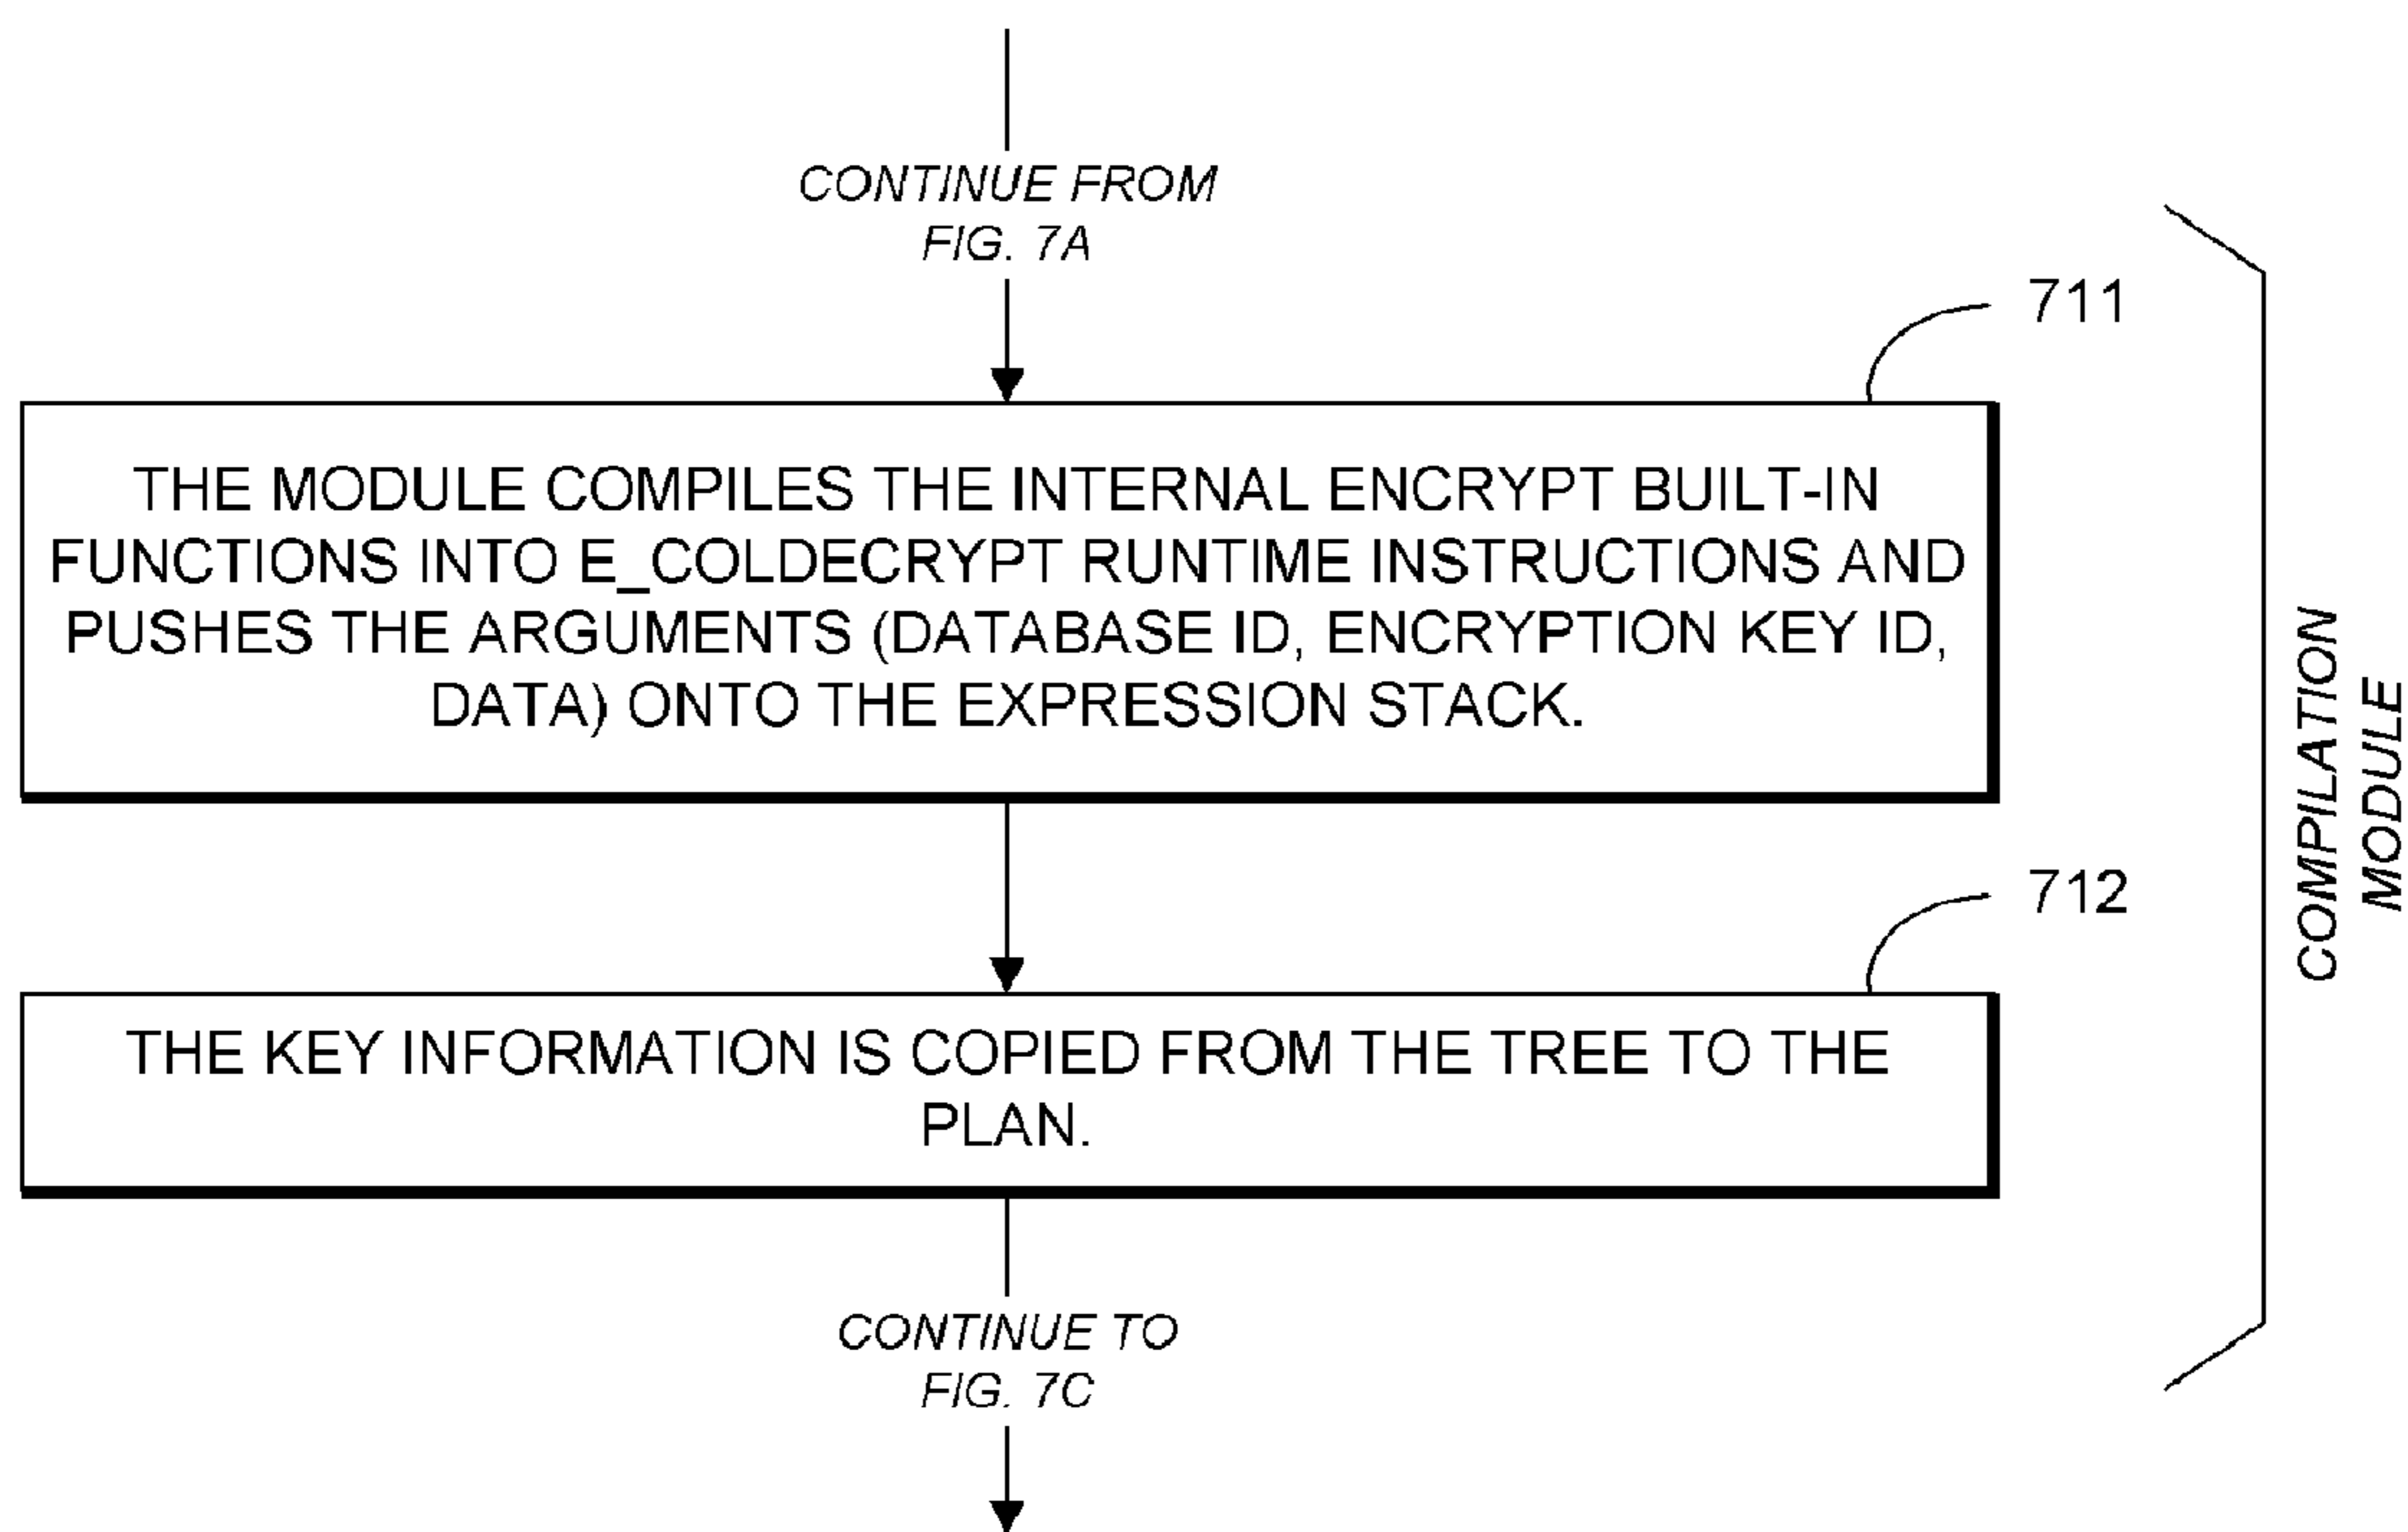 CONTINUE FROM
FIG. 7A
711
THE MODULE COMPILES THE INTERNAL ENCRYPT BUILT-IN
FUNCTIONS INTO E_COLDECRYPT RUNTIME INSTRUCTIONS AND
PUSHES THE ARGUMENTS (DATABASE ID, ENCRYPTION KEY ID,
DATA) ONTO THE EXPRESSION STACK.
712
THE KEY INFORMATION IS COPIED FROM THE TREE TO THE
PLAN.
CONTINUE TO
FIG. 7C
COMPILATION
MODULE